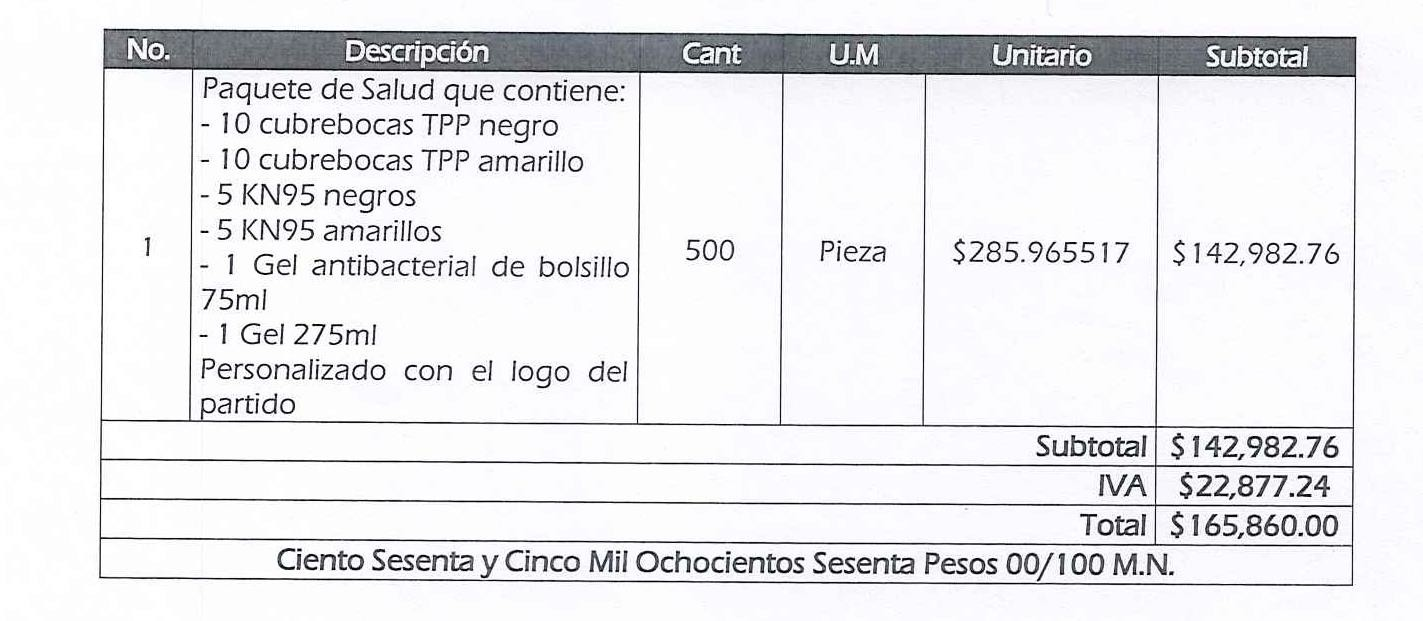 No. Descripción Cant U.M Unitario Subtotal
Paquete de Salud que contiene:
- 10 cubrebocas TPP negro
- 10 cubrebocas TPP amarillo
- 5 KN95 negros
- 5 KN95 amarillos
1 500 Pieza $285.965517 $142,982.76
- 1 Gel antibacterial de bolsillo
75ml
- 1 Gel 275ml
Personalizado con el logo del
partido
Subtotal $142,982.76
IVA $22,877.24
Total $165,860.00
Ciento Sesenta y Cinco Mil Ochocientos Sesenta Pesos 00/100 M.N.